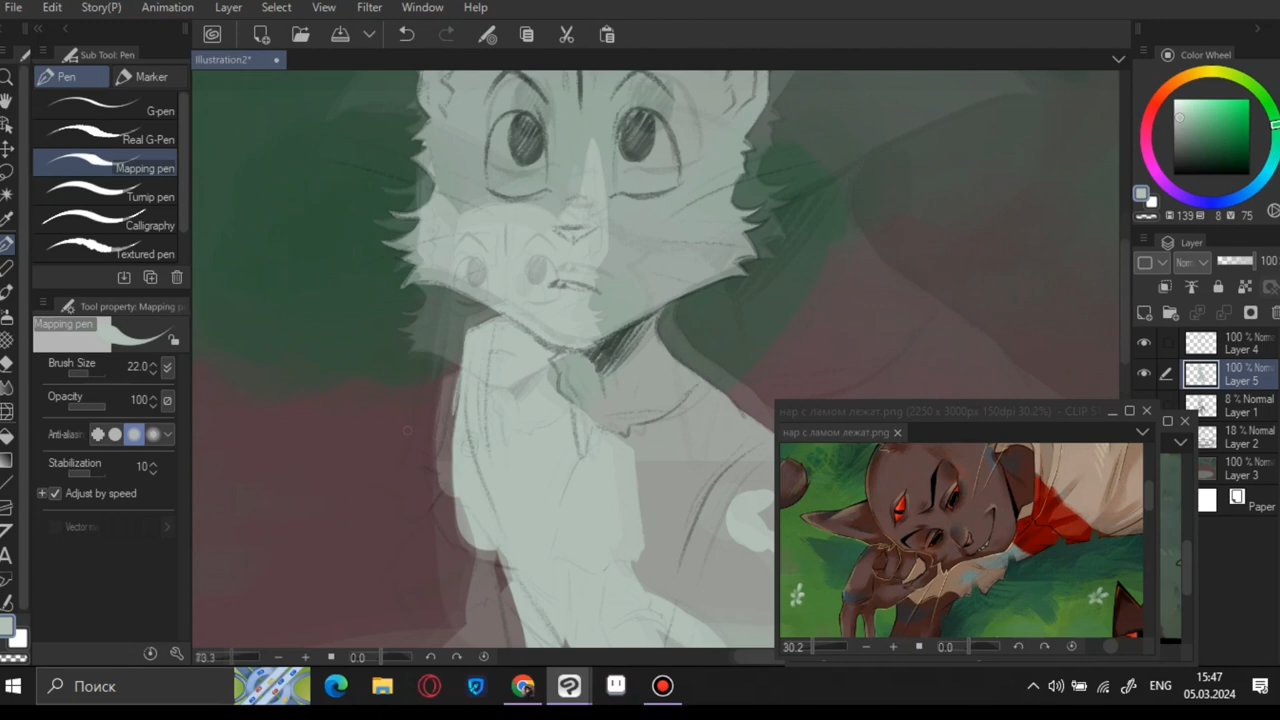 File Edit Story(P) Animation Layer Select View Filter Window Help
Sub Tool: Pen
Pen Marker
G-pen
Real G-Pen
Mapping pen
Turnip pen
Calligraphy
Textured pen
Tool property: Mapping p
Mapping pen
Brush Size 22.0
Opacity 100
Anti-aliasin
Stabilization 10
Adjust by speed
Illustration2*
73.3 0.0
Color Wheel
139 8 V 75
Layer
100
100 % Norm
Layer 4
100 % Norm
Layer 5
8 % Normal
Layer 1
18 % Norm
Layer 2
100 % Norm
Layer 3
Paper
нар с ламом лежат.png (2250 x 3000px 150dpi 30.2%) - CLIP ST
нар с ламом лежат.png
30.2 0.0
Поиск
ENG
15:47
05.03.2024